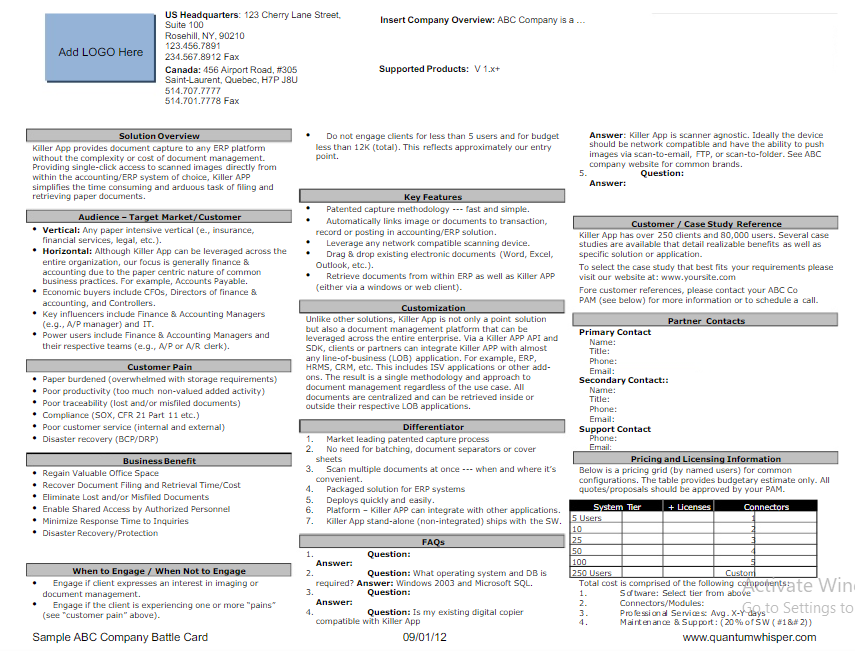 Add LOGO Here
US Headquarters: 123 Cherry Lane Street,
Suite 100
Rosehill, NY, 90210
123.456.7891
234.567.8912 Fax
Canada: 456 Airport Road, #305
Saint-Laurent, Quebec, H7P J8U
514.707.7777
514.701.7778 Fax
Insert Company Overview: ABC Company is a …
Supported Products: V 1.x+
Solution Overview
Killer App provides document capture to any ERP platform
without the complexity or cost of document management.
Providing single-click access to scanned images directly from
within the accounting/ERP system of choice, Killer APP
simplifies the time consuming and arduous task of filing and
retrieving paper documents.
Audience – Target Market/Customer
• Vertical: Any paper intensive vertical (e., insurance,
financial services, legal, etc.).
• Horizontal: Although Killer App can be leveraged across the
entire organization, our focus is generally finance &
accounting due to the paper centric nature of common
business practices. For example, Accounts Payable.
• Economic buyers include CFOs, Directors of finance &
accounting, and Controllers.
• Key influencers include Finance & Accounting Managers
(e.g., A/P manager) and IT.
• Power users include Finance & Accounting Managers and
their respective teams (e.g., A/P or A/R clerk).
Customer Pain
• Paper burdened (overwhelmed with storage requirements)
• Poor productivity (too much non-valued added activity)
• Poor traceability (lost and/or misfiled documents)
• Compliance (SOX, CFR 21 Part 11 etc.)
• Poor customer service (internal and external)
• Disaster recovery (BCP/DRP)
Business Benefit
• Regain Valuable Office Space
• Recover Document Filing and Retrieval Time/Cost
• Eliminate Lost and/or Misfiled Documents
• Enable Shared Access by Authorized Personnel
• Minimize Response Time to Inquiries
• Disaster Recovery/Protection
When to Engage / When Not to Engage
• Engage if client expresses an interest in imaging or
document management.
• Engage if the client is experiencing one or more “pains”
(see “customer pain” above).
• Do not engage clients for less than 5 users and for budget
less than 12K (total). This reflects approximately our entry
point.
Key Features
• Patented capture methodology --- fast and simple.
• Automatically links image or documents to transaction,
record or posting in accounting/ERP solution.
• Leverage any network compatible scanning device.
• Drag & drop existing electronic documents (Word, Excel,
Outlook, etc.).
• Retrieve documents from within ERP as well as Killer APP
(either via a windows or web client).
Customization
Unlike other solutions, Killer App is not only a point solution
but also a document management platform that can be
leveraged across the entire enterprise. Via a Killer APP API and
SDK, clients or partners can integrate Killer APP with almost
any line-of-business (LOB) application. For example, ERP,
HRMS, CRM, etc. This includes ISV applications or other add-
ons. The result is a single methodology and approach to
document management regardless of the use case. All
documents are centralized and can be retrieved inside or
outside their respective LOB applications.
Differentiator
1. Market leading patented capture process
2. No need for batching, document separators or cover
sheets
3. Scan multiple documents at once --- when and where it’s
convenient.
4. Packaged solution for ERP systems
5. Deploys quickly and easily.
6. Platform – Killer APP can integrate with other applications.
7. Killer App stand-alone (non-integrated) ships with the SW.
FAQs
1. Question:
Answer:
2. Question: What operating system and DB is
required? Answer: Windows 2003 and Microsoft SQL.
3. Question:
Answer:
4. Question: Is my existing digital copier
compatible with Killer App
Answer: Killer App is scanner agnostic. Ideally the device
should be network compatible and have the ability to push
images via scan-to-email, FTP, or scan-to-folder. See ABC
company website for common brands.
5. Question:
Answer:
Customer / Case Study Reference
Killer App has over 250 clients and 80,000 users. Several case
studies are available that detail realizable benefits as well as
specific solution or application.
To select the case study that best fits your requirements please
visit our website at: www.yoursite.com
Fore customer references, please contact your ABC Co
PAM (see below) for more information or to schedule a call.
Partner Contacts
Primary Contact
Name:
Title:
Phone:
Email:
Secondary Contact::
Name:
Title:
Phone:
Email:
Support Contact
Phone:
Email:
Pricing and Licensing Information
Below is a pricing grid (by named users) for common
configurations. The table provides budgetary estimate only. All
quotes/proposals should be approved by your PAM.
System Tier + Licenses Connectors
5 Users 1
10 2
25 3
50 4
100 5
250 Users Custom
Total cost is comprised of the following components:
1. Software: Select tier from above
2. Connectors/Modules:
3. Professional Services: Avg. X-Y days
4. Maintenance & Support: (20% of SW (#1&#2))
Activate Win
Go to Settings to
Sample ABC Company Battle Card
09/01/12
www.quantumwhisper.com